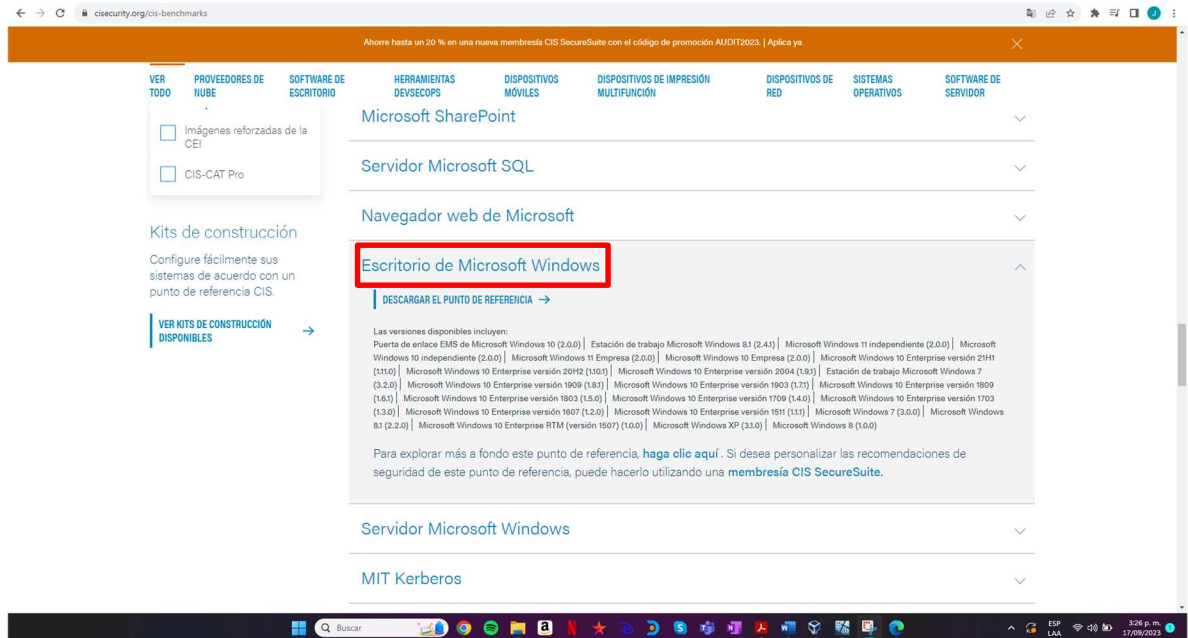 cisecurity.org/cis-benchmarks
Ahorre hasta un 20 % en una nueva membresía CIS SecureSuite con el código de promoción AUDIT2023. | Aplica ya
VER TODO
PROVEEDORES DE NUBE
SOFTWARE DE ESCRITORIO
HERRAMIENTAS DEVSECOPS
DISPOSITIVOS MÓVILES
DISPOSITIVOS DE IMPRESIÓN MULTIFUNCIÓN
DISPOSITIVOS DE RED
SISTEMAS OPERATIVOS
SOFTWARE DE SERVIDOR
Imágenes reforzadas de la
CEI
CIS-CAT Pro
Kits de construcción
Configure fácilmente sus
sistemas de acuerdo con un
punto de referencia CIS.
VER KITS DE CONSTRUCCIÓN
DISPONIBLES
Microsoft SharePoint
Servidor Microsoft SQL
Navegador web de Microsoft
Escritorio de Microsoft Windows
DESCARGAR EL PUNTO DE REFERENCIA →
Las versiones disponibles incluyen:
Puerta de enlace EMS de Microsoft Windows 10 (2.0.0) | Estación de trabajo Microsoft Windows 8.1 (2.4.1) | Microsoft Windows 11 independiente (2.0.0) | Microsoft
Windows 10 independiente (2.0.0) | Microsoft Windows 11 Empresa (2.0.0) | Microsoft Windows 10 Empresa (2.0.0) | Microsoft Windows 10 Enterprise versión 21H1
(1.11.0) | Microsoft Windows 10 Enterprise versión 20H2 (1.10.1) | Microsoft Windows 10 Enterprise versión 2004 (1.9.1) | Estación de trabajo Microsoft Windows 7
(3.2.0) | Microsoft Windows 10 Enterprise versión 1909 (1.8.1) | Microsoft Windows 10 Enterprise versión 1903 (1.7.1) | Microsoft Windows 10 Enterprise versión 1809
(1.6.1) | Microsoft Windows 10 Enterprise versión 1803 (1.5.0) | Microsoft Windows 10 Enterprise versión 1709 (1.4.0) | Microsoft Windows 10 Enterprise versión 1703
(1.3.0) | Microsoft Windows 10 Enterprise versión 1607 (1.2.0) | Microsoft Windows 10 Enterprise versión 1511 (1.1.1) | Microsoft Windows 7 (3.0.0) | Microsoft Windows
8.1 (2.2.0) | Microsoft Windows 10 Enterprise RTM (versión 1507) (1.0.0) | Microsoft Windows XP (3.1.0) | Microsoft Windows 8 (1.0.0)
Para explorar más a fondo este punto de referencia, haga clic aquí . Si desea personalizar las recomendaciones de
seguridad de este punto de referencia, puede hacerlo utilizando una membresía CIS SecureSuite.
Servidor Microsoft Windows
MIT Kerberos
Buscar
ESP
LAA
3:26 p. m.
17/09/2023